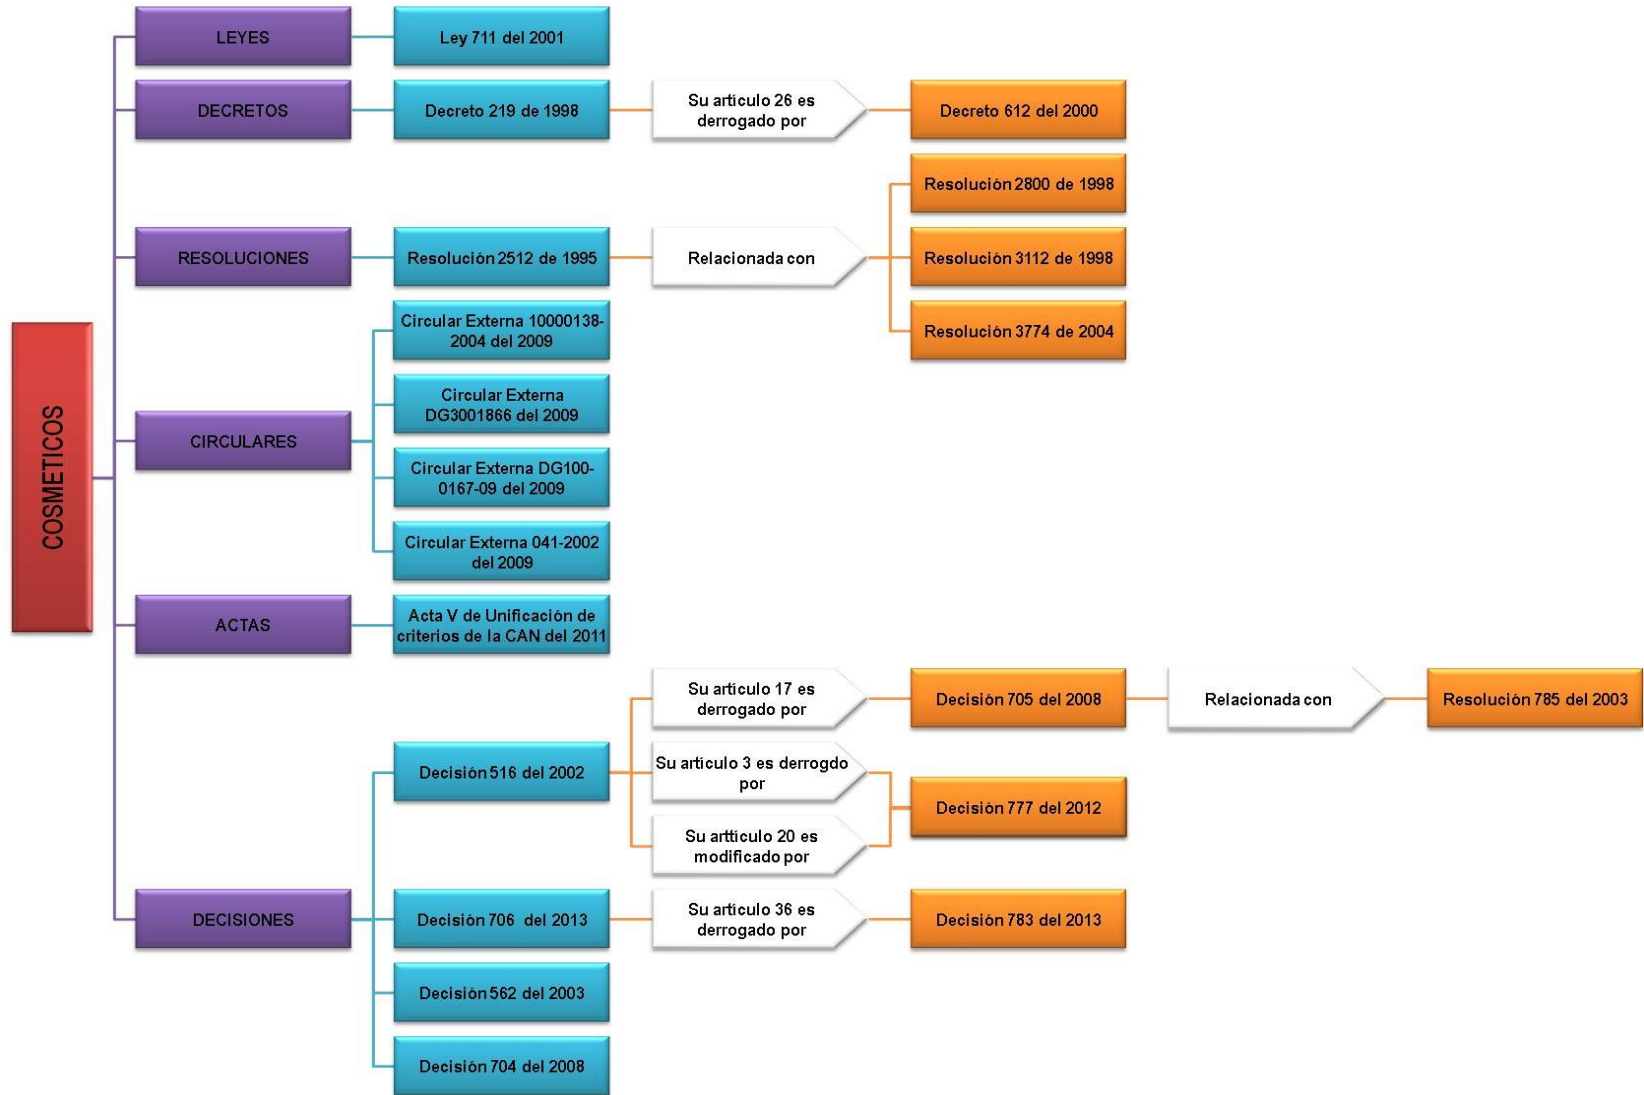 COSMETICOS
LEYES
Ley 711 del 2001
DECRETOS
Decreto 219 de 1998
Su artículo 26 es
derrogado por
Decreto 612 del 2000
RESOLUCIONES
Resolución 2512 de 1995
Relacionada con
Resolución 2800 de 1998
Resolución 3112 de 1998
Resolución 3774 de 2004
CIRCULARES
Circular Externa 10000138-
2004 del 2009
Circular Externa
DG3001866 del 2009
Circular Externa DG100-
0167-09 del 2009
Circular Externa 041-2002
del 2009
ACTAS
Acta V de Unificación de
criterios de la CAN del 2011
DECISIONES
Decisión 516 del 2002
Su artículo 17 es
derrogado por
Decisión 705 del 2008
Relacionada con
Resolución 785 del 2003
Su artículo 3 es derrogdo
por
Su arttículo 20 es
modificado por
Decisión 777 del 2012
Decisión 706 del 2013
Su artículo 36 es
derrogado por
Decisión 783 del 2013
Decisión 562 del 2003
Decisión 704 del 2008